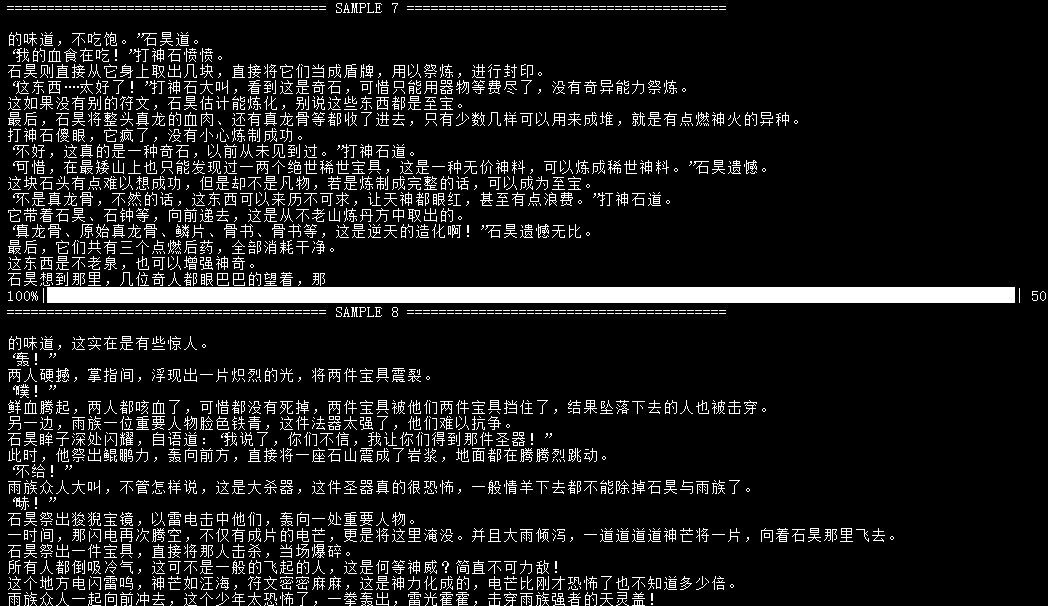 ======================================== SAMPLE 7 ========================================
的味道，不吃饱。”石昊道。
“我的血食在吃！”打神石愤愤。
石昊则直接从它身上取出几块，直接将它们当成盾牌，用以祭炼，进行封印。
“这东西……太好了！”打神石大叫，看到这是奇石，可惜只能用器物等费尽了，没有奇异能力祭炼。
这如果没有别的符文，石昊估计能炼化，别说这些东西都是至宝。
最后，石昊将整头真龙的血肉、还有真龙骨等都收了进去，只有少数几样可以用来成堆，就是有点燃神火的异种。
打神石傻眼，它疯了，没有小心炼制成功。
“不好，这真的是一种奇石，以前从未见到过。”打神石道。
“可惜，在最矮山上也只能发现过一两个绝世稀世宝具，这是一种无价神料，可以炼成稀世神料。”石昊遗憾。
这块石头有点难以想成功，但是却不是凡物，若是炼制成完整的话，可以成为至宝。
“不是真龙骨，不然的话，这东西可以来历不可求，让天神都眼红，甚至有点浪费。”打神石道。
它带着石昊、石钟等，向前递去，这是从不老山炼丹方中取出的。
“真龙骨、原始真龙骨、鳞片、骨书、骨书等，这是逆天的造化啊！”石昊遗憾无比。
最后，它们共有三个点燃后药，全部消耗干净。
这东西是不老泉，也可以增强神奇。
石昊想到那里，几位奇人都眼巴巴的望着，那
100%| | 50
======================================== SAMPLE 8 ========================================
的味道，这实在是有些惊人。
“轰！”
两人硬撼，掌指间，浮现出一片炽烈的光，将两件宝具震裂。
“噗！”
鲜血腾起，两人都咳血了，可惜都没有死掉，两件宝具被他们两件宝具挡住了，结果坠落下去的人也被击穿。
另一边，雨族一位重要人物脸色铁青，这件法器太强了，他们难以抗争。
石昊眸子深处闪耀，自语道：“我说了，你们不信，我让你们得到那件圣器！”
此时，他祭出鲲鹏力，轰向前方，直接将一座石山震成了岩浆，地面都在腾腾烈跳动。
“不给！”
雨族众人大叫，不管怎样说，这是大杀器，这件圣器真的很恐怖，一般情羊下去都不能除掉石昊与雨族了。
“哧！”
石昊祭出狻猊宝镜，以雷电击中他们，轰向一处重要人物。
一时间，那闪电再次腾空，不仅有成片的电芒，更是将这里淹没。并且大雨倾泻，一道道道道神芒将一片，向着石昊那里飞去。
石昊祭出一件宝具，直接将那人击杀，当场爆碎。
所有人都倒吸冷气，这可不是一般的飞起的人，这是何等神威？简直不可力敌！
这个地方电闪雷鸣，神芒如汪海，符文密密麻麻，这是神力化成的，电芒比刚才恐怖了也不知道多少倍。
雨族众人一起向前冲去，这个少年太恐怖了，一拳轰出，雷光霍霍，击穿雨族强者的天灵盖！